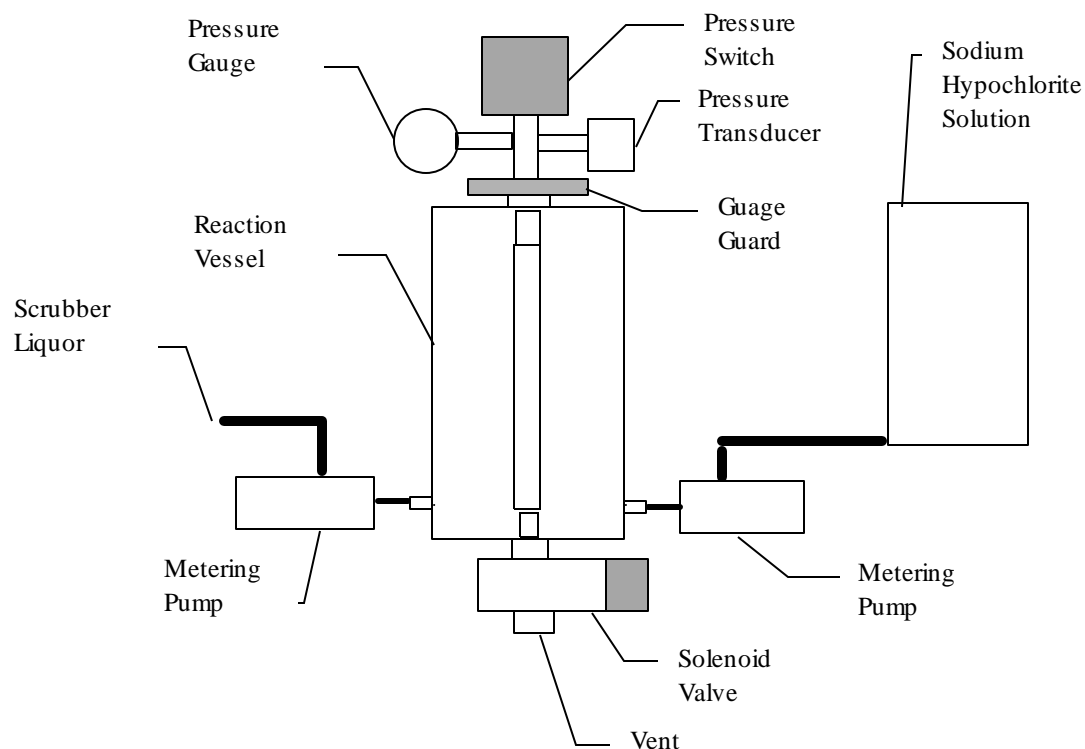 Pressure
Gauge
Pressure
Switch
Sodium
Hypochlorite
Solution
Pressure
Transducer
Reaction
Vessel
Guage
Guard
Scrubber
Liquor
Metering
Pump
Metering
Pump
Solenoid
Valve
Vent